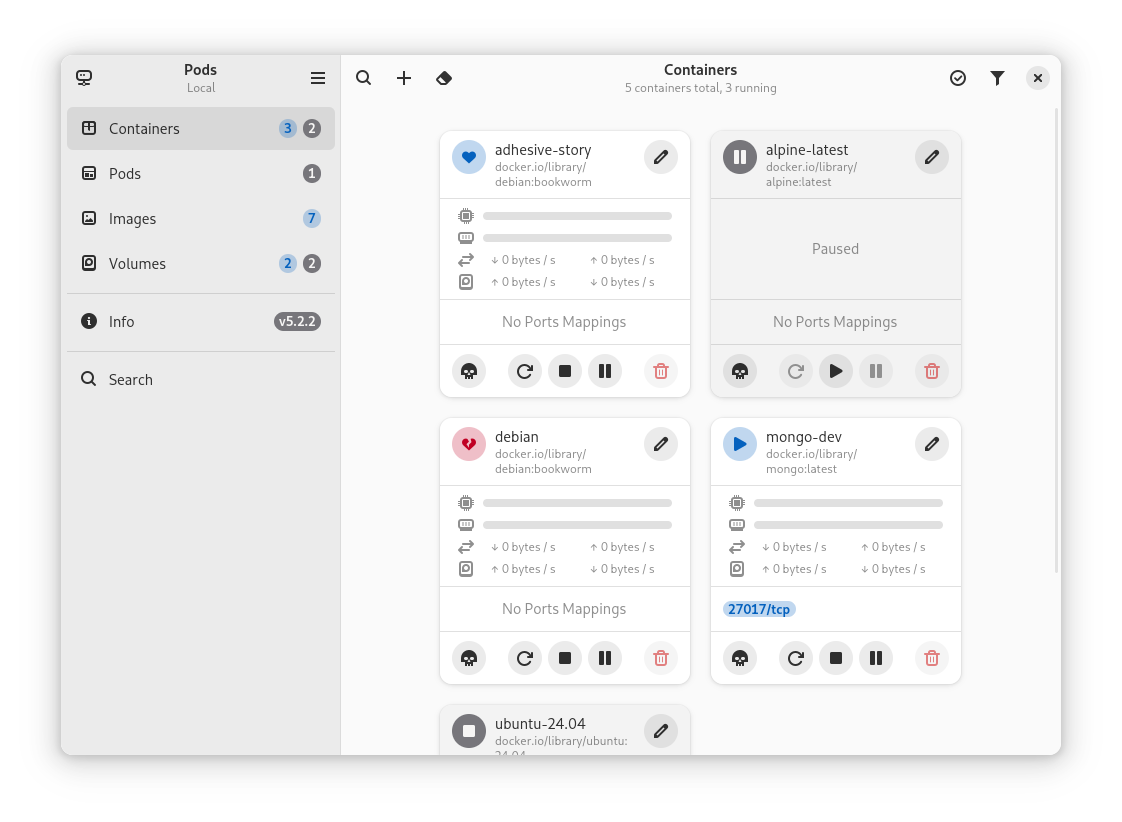 Pods
Local
Containers 3 2
Pods 1
Images 7
Volumes 2 2
Info v5.2.2
Search
Containers
5 containers total, 3 running
adhesive-story
docker.io/library/
debian:bookworm
↓ 0 bytes / s ↑ 0 bytes / s
↑ 0 bytes / s ↓ 0 bytes / s
No Ports Mappings
alpine-latest
docker.io/library/
alpine:latest
Paused
No Ports Mappings
debian
docker.io/library/
debian:bookworm
↓ 0 bytes / s ↑ 0 bytes / s
↑ 0 bytes / s ↓ 0 bytes / s
No Ports Mappings
mongo-dev
docker.io/library/
mongo:latest
↓ 0 bytes / s ↑ 0 bytes / s
↑ 0 bytes / s ↓ 0 bytes / s
27017/tcp
ubuntu-24.04
docker.io/library/ubuntu:
24.04